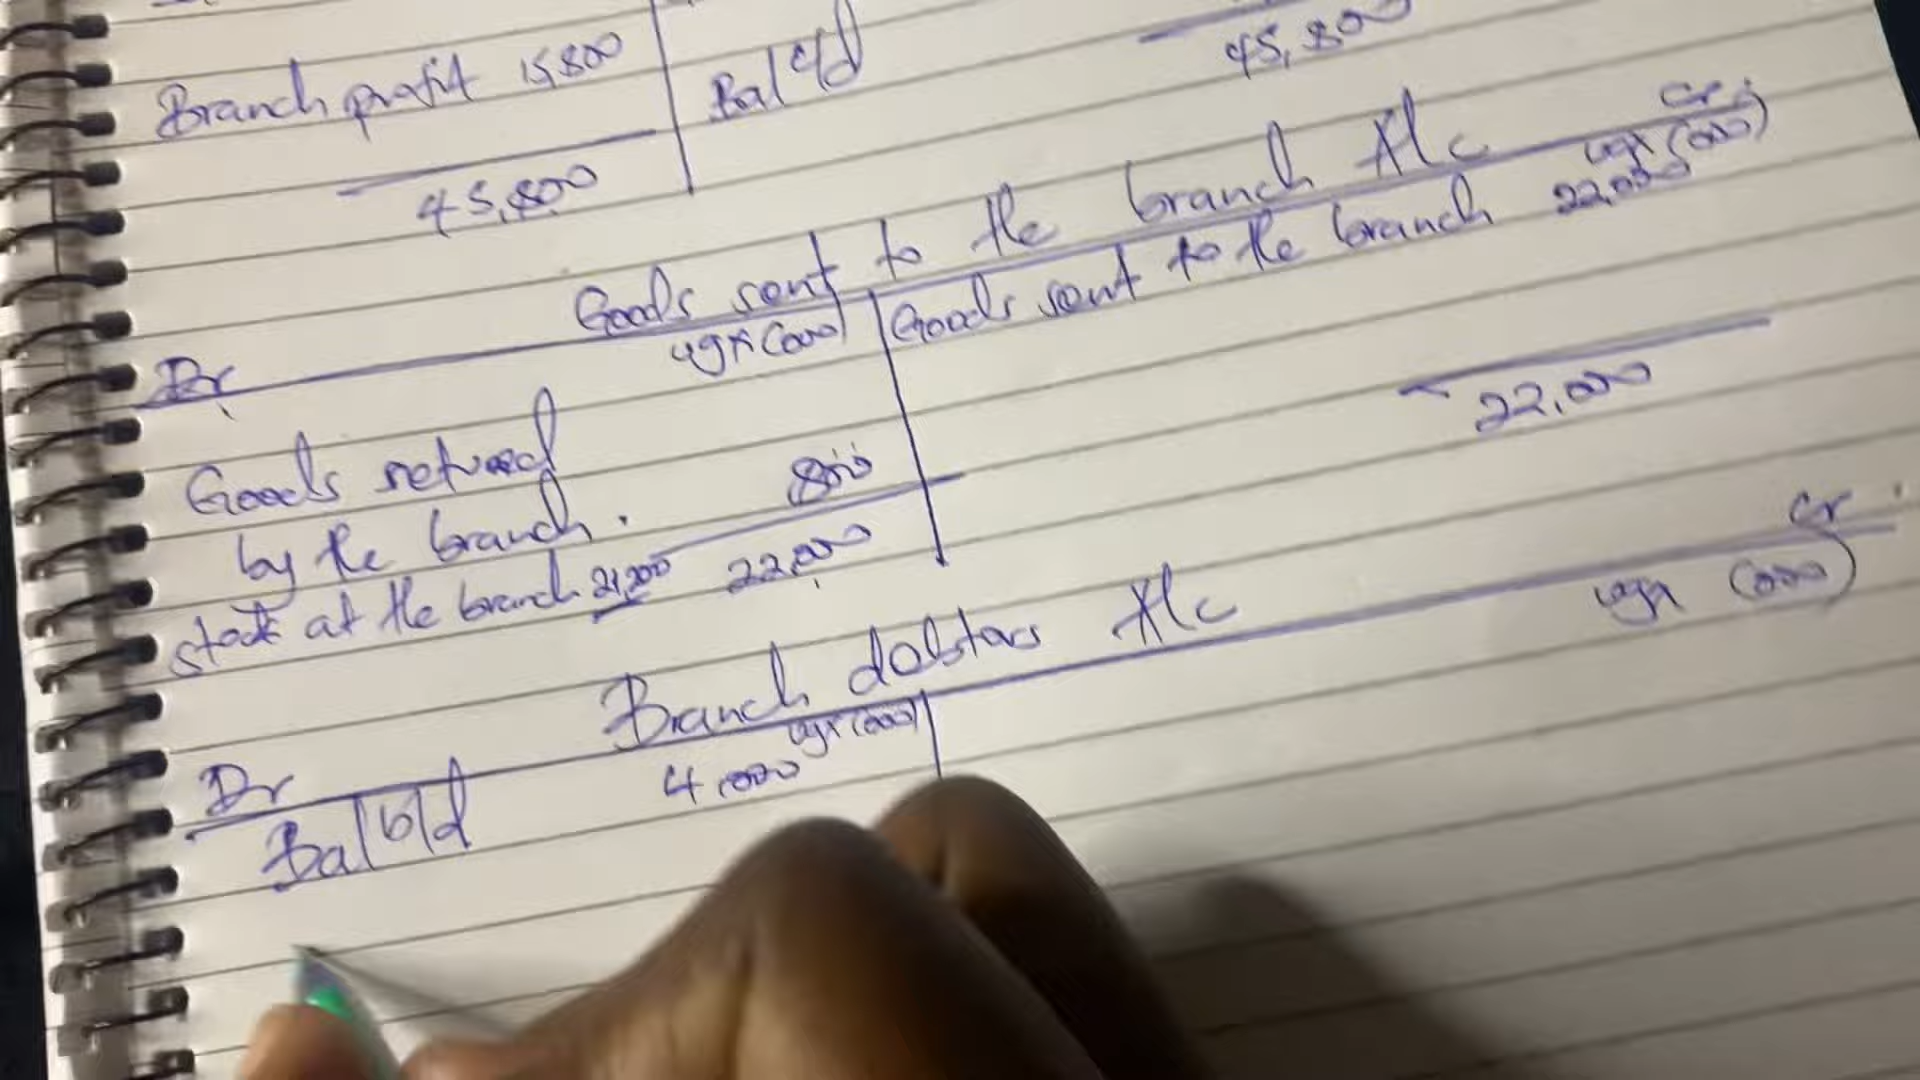 Branch profit 15,800
Bal c/d
45,800
45,800
Goods sent to the branch A/c
Cr
Dr
ugx (000)
Goods sent to the branch 22,000
ugx (000)
Goods retured
by the branch. 800
stock at the branch 21,200
22,000
22,000
Branch debtors A/c
Cr
Dr
ugx (000)
ugx (000)
Bal b/d 4,000